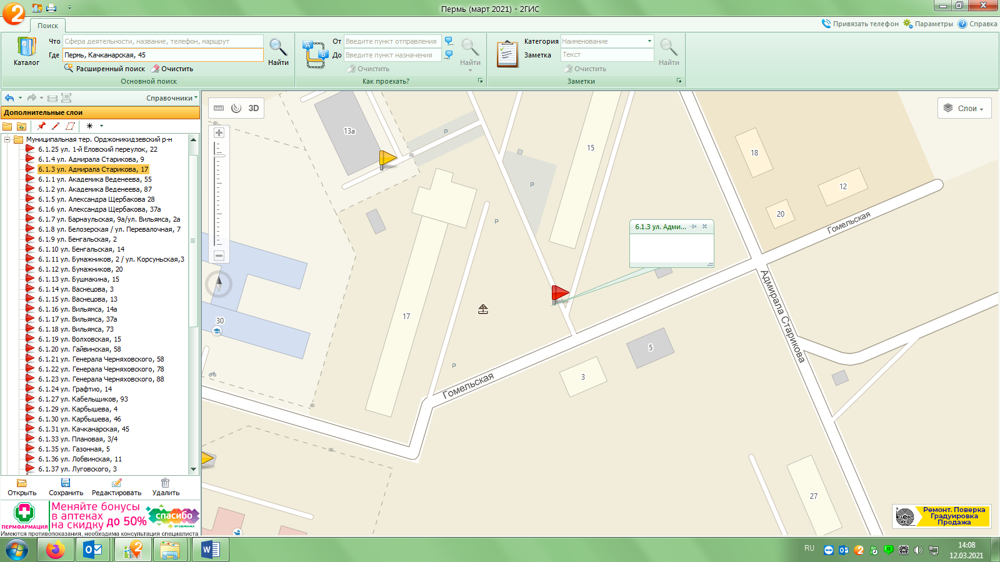 Пермь (март 2021) - 2ГИС
Поиск
Привязать телефон
Параметры
Справка
Каталог
Что
Сфера деятельности, название, телефон, маршрут
Где
Пермь, Качканарская, 45
Расширенный поиск
Очистить
Найти
Основной поиск
От
Введите пункт отправления
До
Введите пункт назначения
Очистить
Найти
Как проехать?
Категория
Наименование
Заметка
Текст
Очистить
Найти
Заметки
Справочники
Дополнительные слои
Муниципальная тер. Орджоникидзевский р-н
6.1.25 ул. 1-й Еловский переулок, 22
6.1.4 ул. Адмирала Старикова, 9
6.1.3 ул. Адмирала Старикова, 17
6.1.1 ул. Академика Веденеева, 55
6.1.2 ул. Академика Веденеева, 87
6.1.5 ул. Александра Щербакова 28
6.1.6 ул. Александра Щербакова, 37а
6.1.7 ул. Барнаульская, 9а/ул. Вильямса, 2а
6.1.8 ул. Белозерская / ул. Перевалочная, 7
6.1.9 ул. Бенгальская, 2
6.1.10 ул. Бенгальская, 14
6.1.11 ул. Бумажников, 2 / ул. Корсуньская,3
6.1.12 ул. Бумажников, 20
6.1.13 ул. Бушмакина, 15
6.1.14 ул. Васнецова, 3
6.1.15 ул. Васнецова, 13
6.1.16 ул. Вильямса, 14а
6.1.17 ул. Вильямса, 37а
6.1.18 ул. Вильямса, 73
6.1.19 ул. Волховская, 15
6.1.20 ул. Гайвинская, 58
6.1.21 ул. Генерала Черняховского, 58
6.1.22 ул. Генерала Черняховского, 78
6.1.23 ул. Генерала Черняховского, 88
6.1.24 ул. Графтио, 14
6.1.27 ул. Кабельщиков, 93
6.1.29 ул. Карбышева, 4
6.1.30 ул. Карбышева, 46
6.1.31 ул. Качканарская, 45
6.1.33 ул. Плановая, 3/4
6.1.35 ул. Газонная, 5
6.1.36 ул. Лобвинская, 11
6.1.37 ул. Луговского, 3
Открыть
Сохранить
Редактировать
Удалить
ПЕРМФАРМАЦИЯ
Меняйте бонусы
в аптеках
на скидку до 50%
спасибо
ОТ СБЕРБАНКА
Имеются противопоказания, необходима консультация специалиста
3D
Слои
13а
P
15
P
18
12
20
Гомельская
P
6.1.3 ул. Адми...
Адмирала Старикова
17
30
5
P
3
Гомельская
27
Ремонт. Поверка
Градуировка
Продажа
RU
14:08
12.03.2021